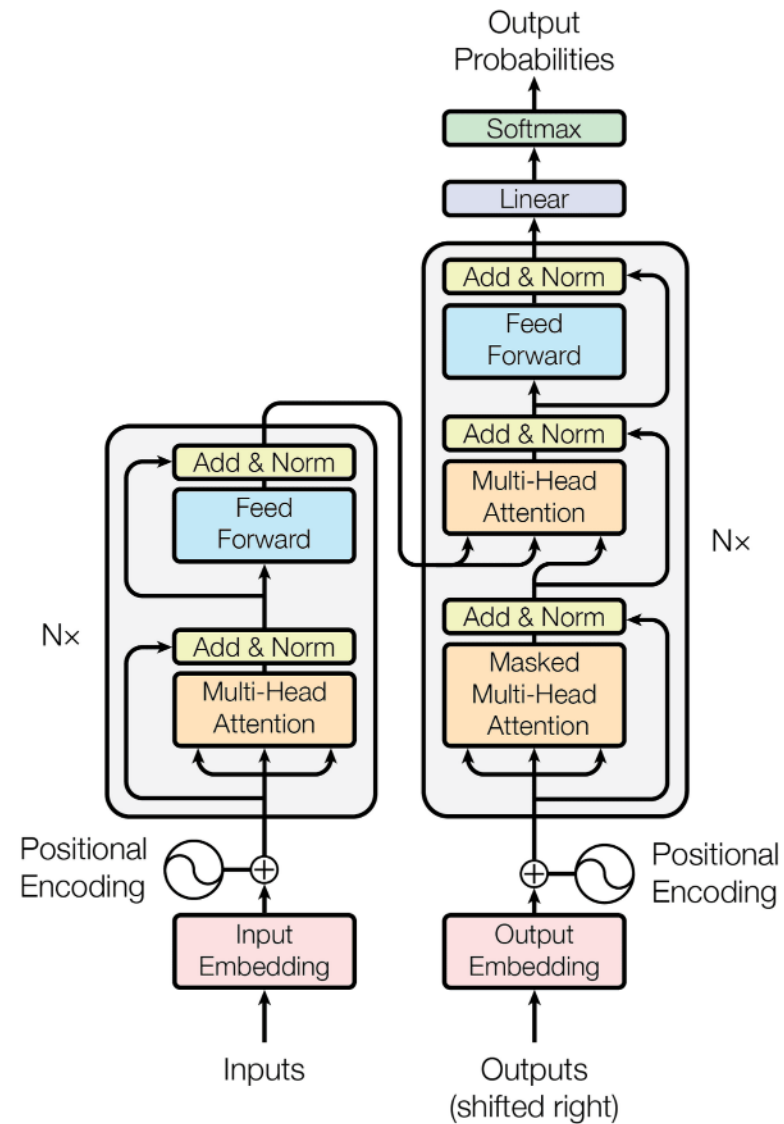 Output
Probabilities
Softmax
Linear
Add & Norm
Feed
Forward
Add & Norm
Multi-Head
Attention
Nx
Add & Norm
Masked
Multi-Head
Attention
Add & Norm
Feed
Forward
Nx
Add & Norm
Multi-Head
Attention
Positional
Encoding
Positional
Encoding
Input
Embedding
Output
Embedding
Inputs
Outputs
(shifted right)